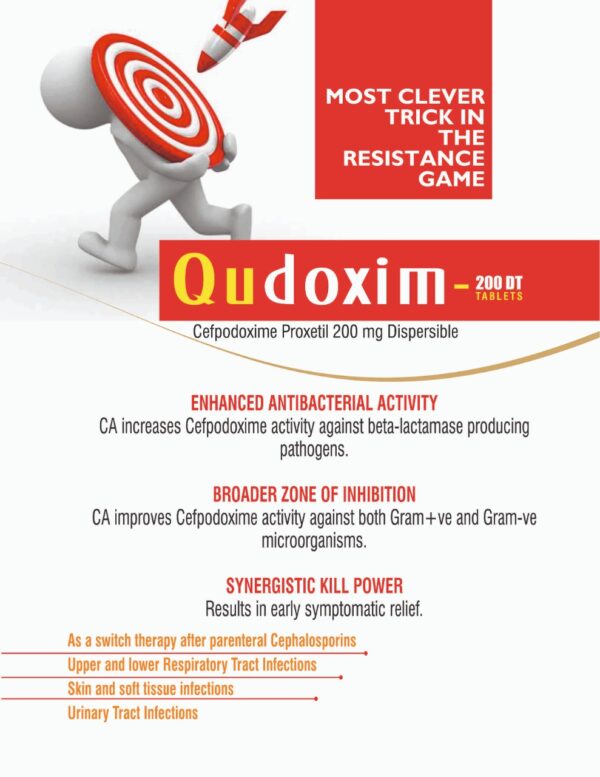 MOST CLEVER
TRICK IN
THE
RESISTANCE
GAME
Qudoxim - 200 DT
TABLETS
Cefpodoxime Proxetil 200 mg Dispersible
ENHANCED ANTIBACTERIAL ACTIVITY
CA increases Cefpodoxime activity against beta-lactamase producing
pathogens.
BROADER ZONE OF INHIBITION
CA improves Cefpodoxime activity against both Gram+ve and Gram-ve
microorganisms.
SYNERGISTIC KILL POWER
Results in early symptomatic relief.
As a switch therapy after parenteral Cephalosporins
Upper and lower Respiratory Tract Infections
Skin and soft tissue infections
Urinary Tract Infections